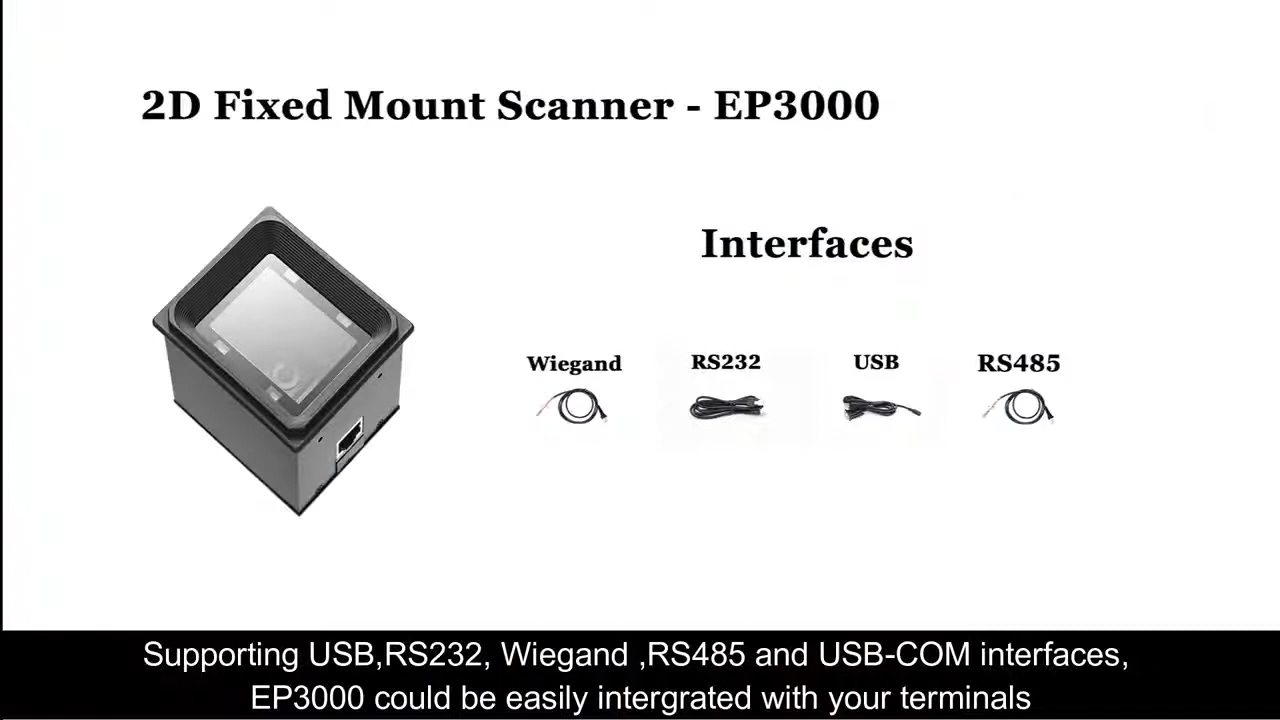 2D Fixed Mount Scanner - EP3000
Interfaces
Wiegand RS232 USB RS485
Supporting USB,RS232, Wiegand ,RS485 and USB-COM interfaces,
EP3000 could be easily intergrated with your terminals